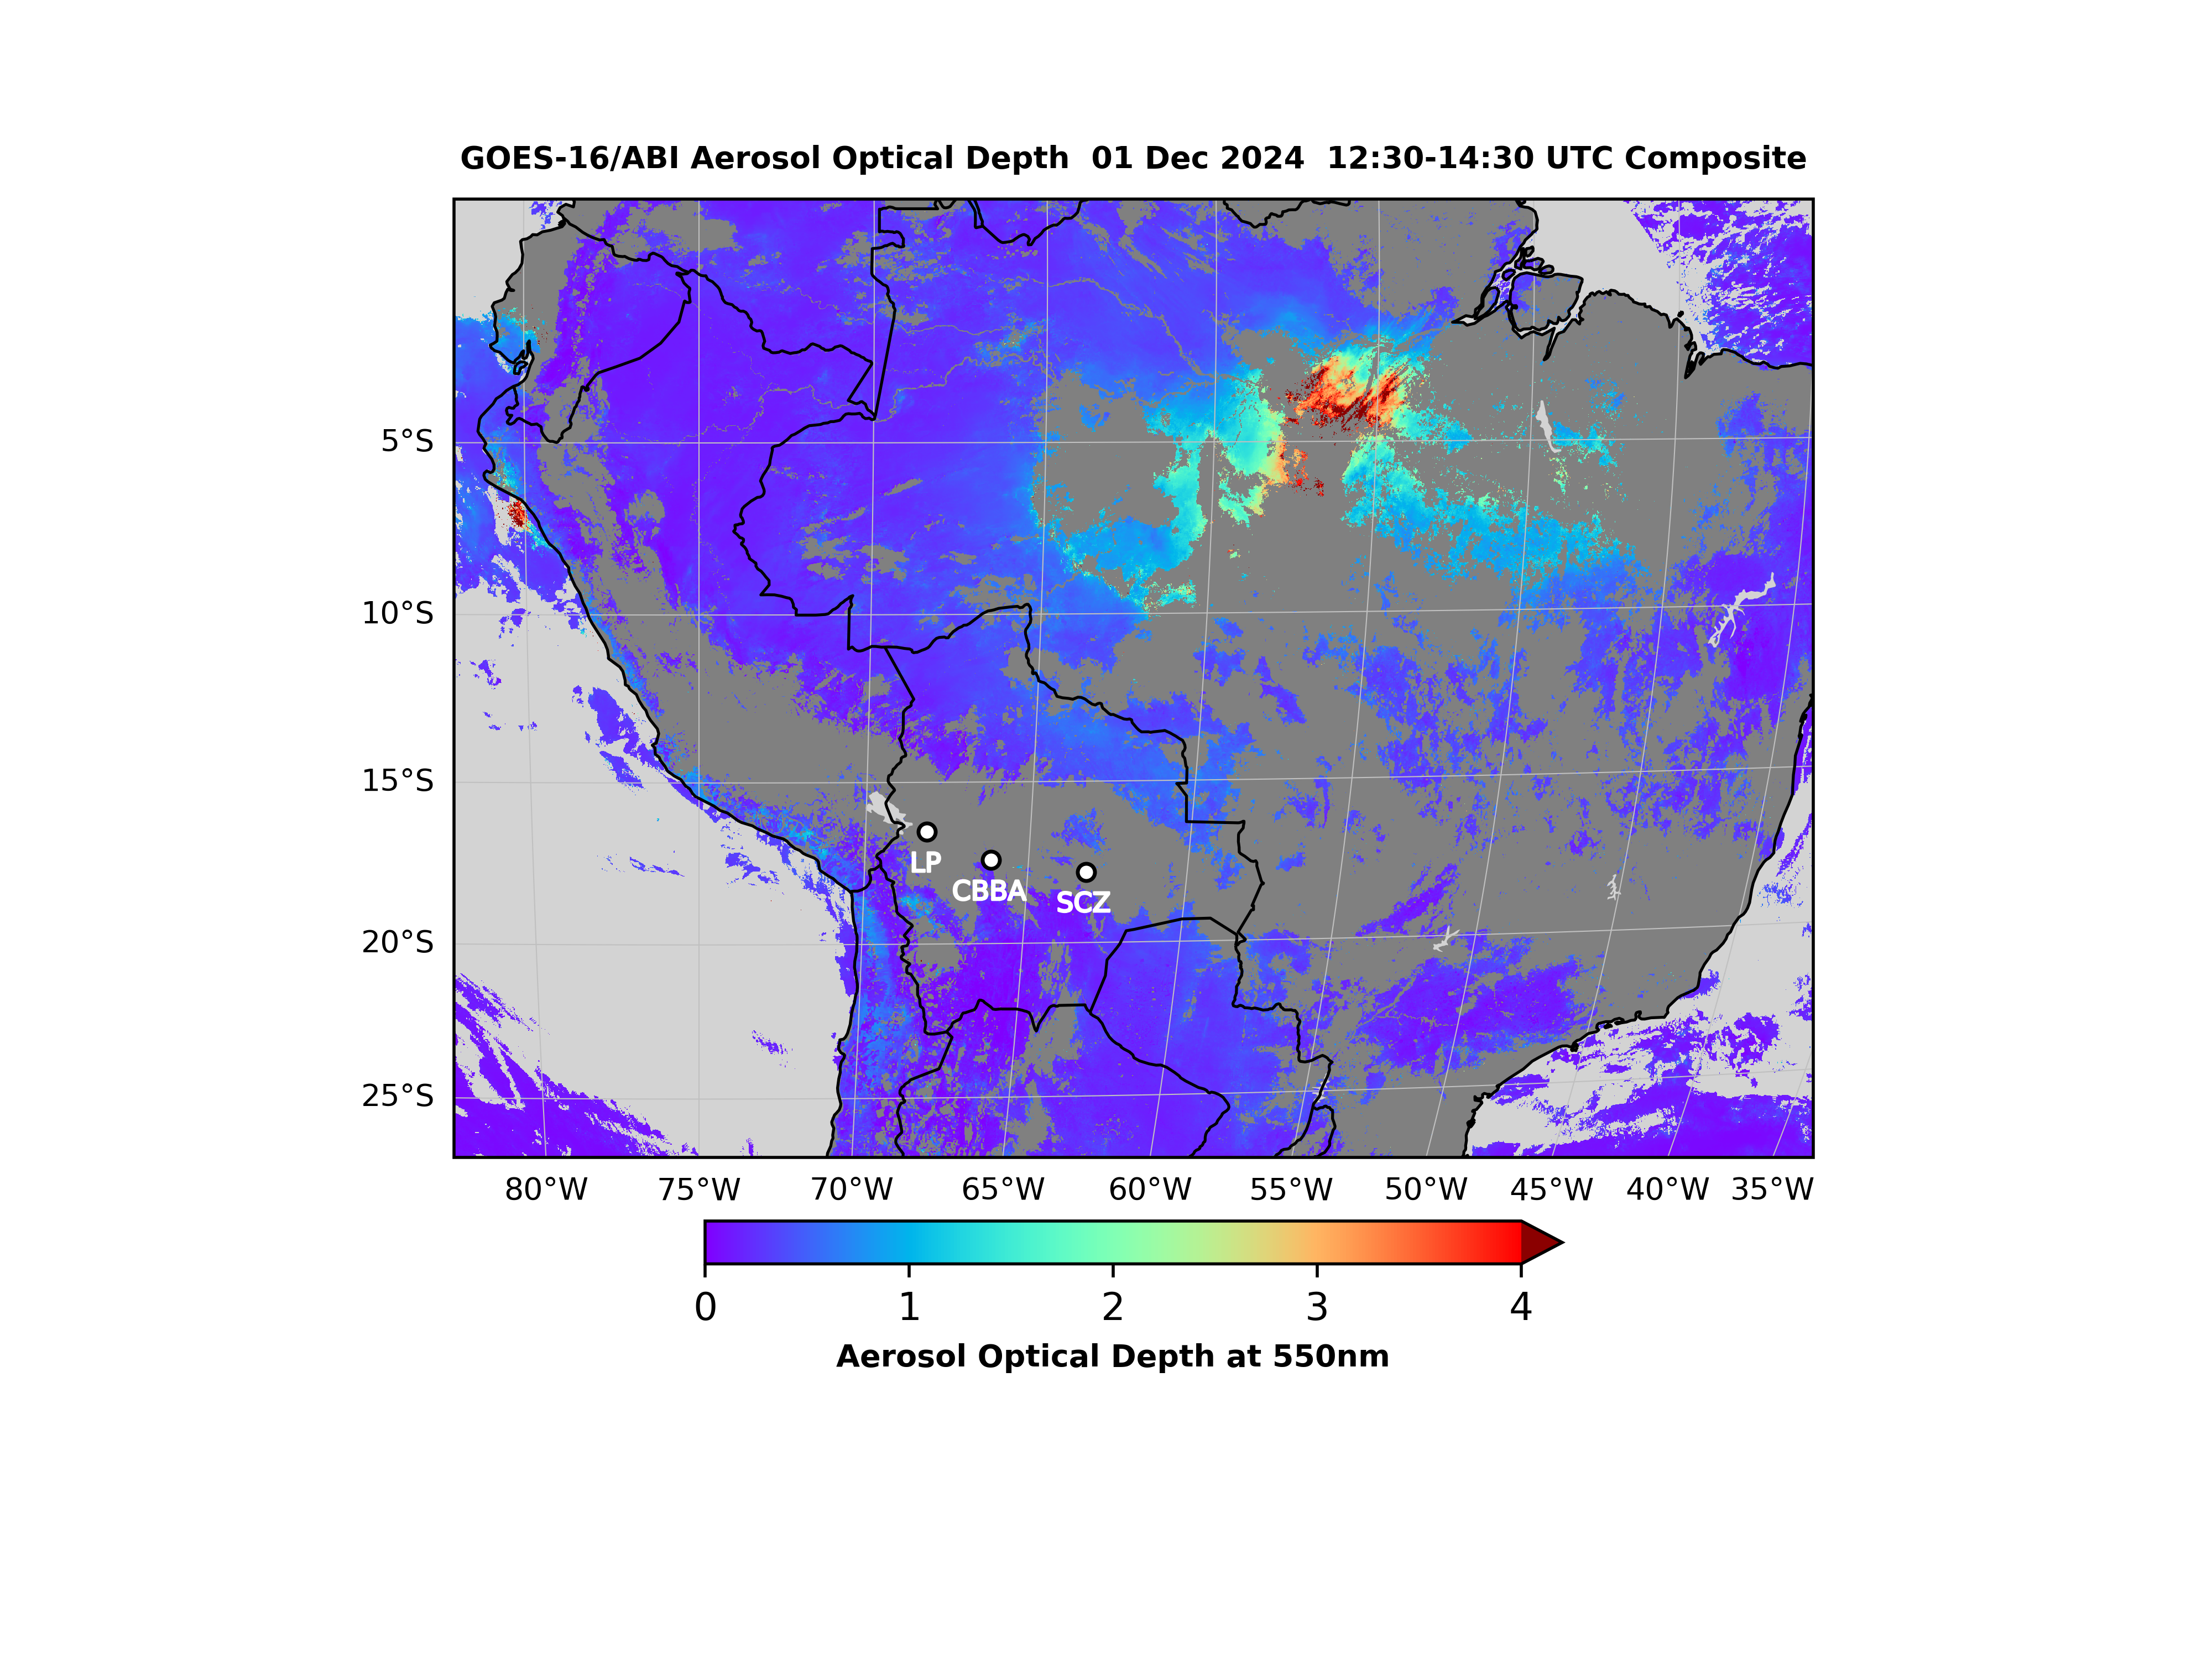 GOES-16/ABI Aerosol Optical Depth  01 Dec 2024  12:30-14:30 UTC Composite
5°S
10°S
15°S
LP
CBBA
SCZ
20°S
25°S
80°W 75°W 70°W 65°W 60°W 55°W 50°W 45°W 40°W 35°W
0 1 2 3 4
Aerosol Optical Depth at 550nm